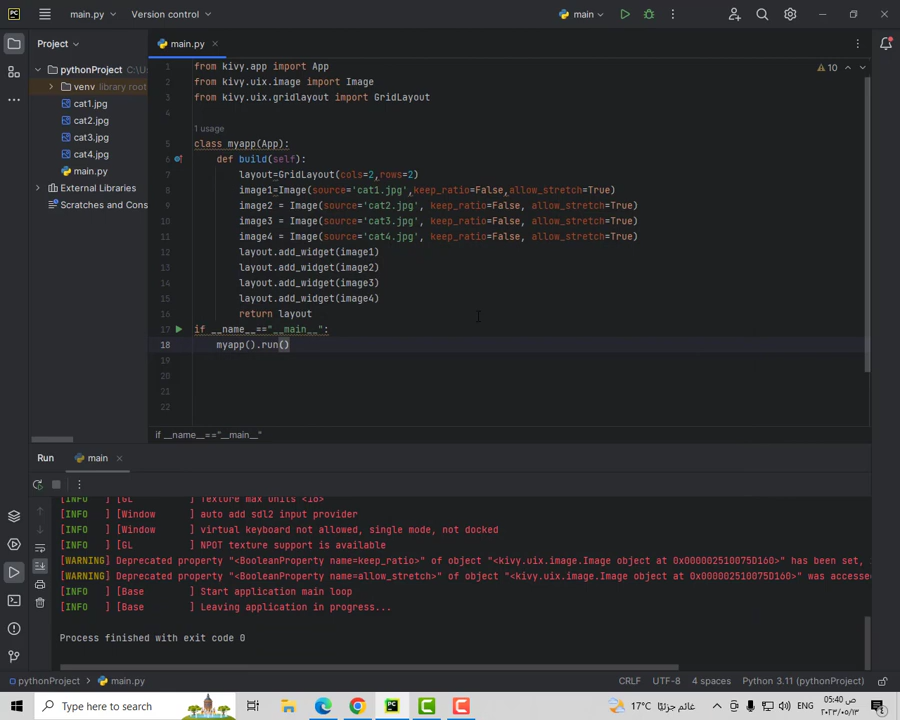 main.py
Version control
main
Project
main.py
pythonProject C:\U
venv library root
cat1.jpg
cat2.jpg
cat3.jpg
cat4.jpg
main.py
External Libraries
Scratches and Cons
10
1 from kivy.app import App
2 from kivy.uix.image import Image
3 from kivy.uix.gridlayout import GridLayout
4
1 usage
5 class myapp(App):
6 def build(self):
7 layout=GridLayout(cols=2,rows=2)
8 image1=Image(source='cat1.jpg',keep_ratio=False,allow_stretch=True)
9 image2 = Image(source='cat2.jpg', keep_ratio=False, allow_stretch=True)
10 image3 = Image(source='cat3.jpg', keep_ratio=False, allow_stretch=True)
11 image4 = Image(source='cat4.jpg', keep_ratio=False, allow_stretch=True)
12 layout.add_widget(image1)
13 layout.add_widget(image2)
14 layout.add_widget(image3)
15 layout.add_widget(image4)
16 return layout
17 if __name__=="__main__":
18 myapp().run()
19
20
21
22
if __name__=="__main__"
Run
main
[INFO ] [GL ] Texture max units
[INFO ] [Window ] auto add sdl2 input provider
[INFO ] [Window ] virtual keyboard not allowed, single mode, not docked
[INFO ] [GL ] NPOT texture support is available
[WARNING] Deprecated property "<BooleanProperty name=keep_ratio>" of object "<kivy.uix.image.Image object at 0x000002510075D160>" has been set,
[WARNING] Deprecated property "<BooleanProperty name=allow_stretch>" of object "<kivy.uix.image.Image object at 0x000002510075D160>" was accesse
[INFO ] [Base ] Start application main loop
[INFO ] [Base ] Leaving application in progress...
Process finished with exit code 0
pythonProject
main.py
CRLF UTF-8 4 spaces Python 3.11 (pythonProject)
Type here to search
17°C غائم جزئيًا
05:40 ص
٢٠٢٣/٠٥/١٣